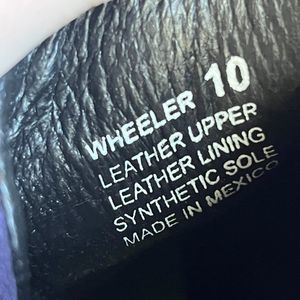 WHEELER 10
LEATHER UPPER
LEATHER LINING
SYNTHETIC SOLE
MADE IN MEXICO